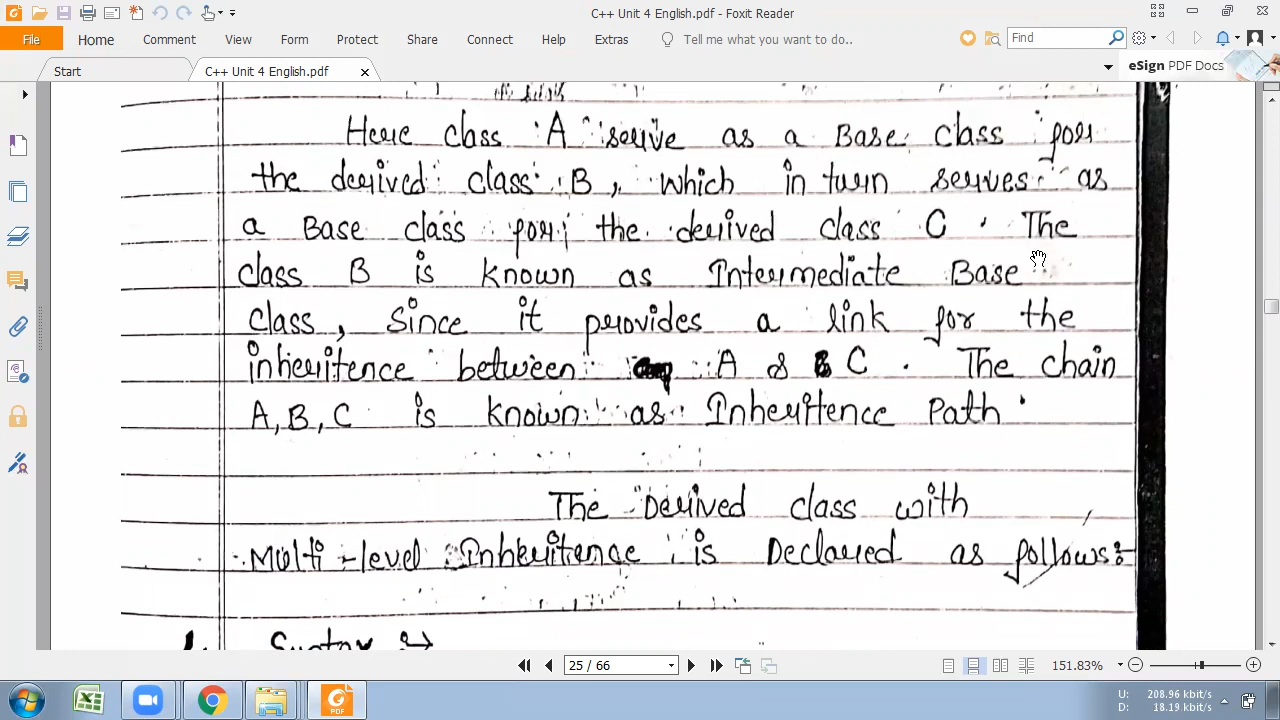 C++ Unit 4 English.pdf - Foxit Reader
File Home Comment View Form Protect Share Connect Help Extras Tell me what you want to do.. Find
Start C++ Unit 4 English.pdf eSign PDF Docs
Here class A serve as a Base class for
the derived class B, which in turn serves as
a Base class for the derived class C. The
class B is known as Intermediate Base
class, since it provides a link for the
inheritence between A & C. The chain
A, B, C is known as Inheritence Path.
The Derived class with
Multi-level Inheritence is Declared as follows:-
Syntax →
25 / 66 151.83%
PDF
U: 208.96 kbit/s
D: 18.19 kbit/s